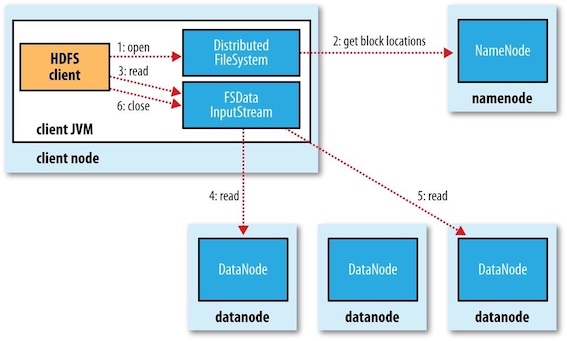 HDFS
client
1: open
3: read
6: close
Distributed
FileSystem
FSData
InputStream
client JVM
client node
2: get block locations
NameNode
namenode
4: read
5: read
DataNode
datanode
DataNode
datanode
DataNode
datanode